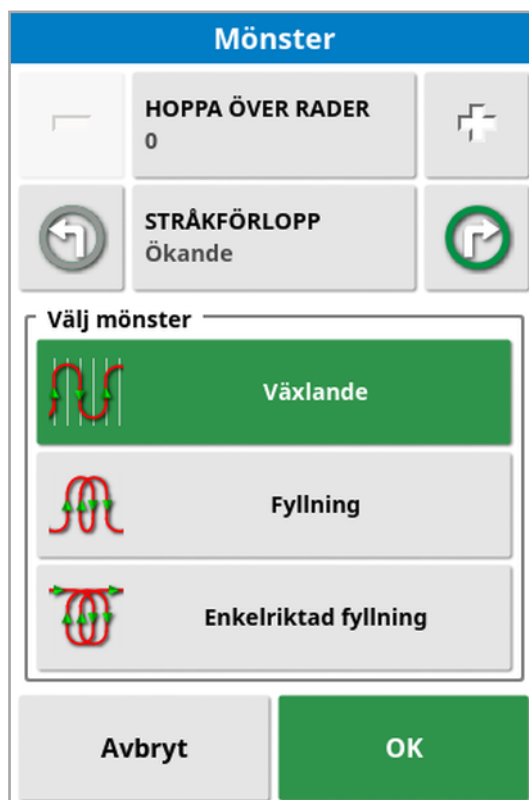 Mönster
HOPPA ÖVER RADER
0
STRÅKFÖRLOPP
Ökande
Välj mönster
Växlande
Fyllning
Enkelriktad fyllning
Avbryt
OK